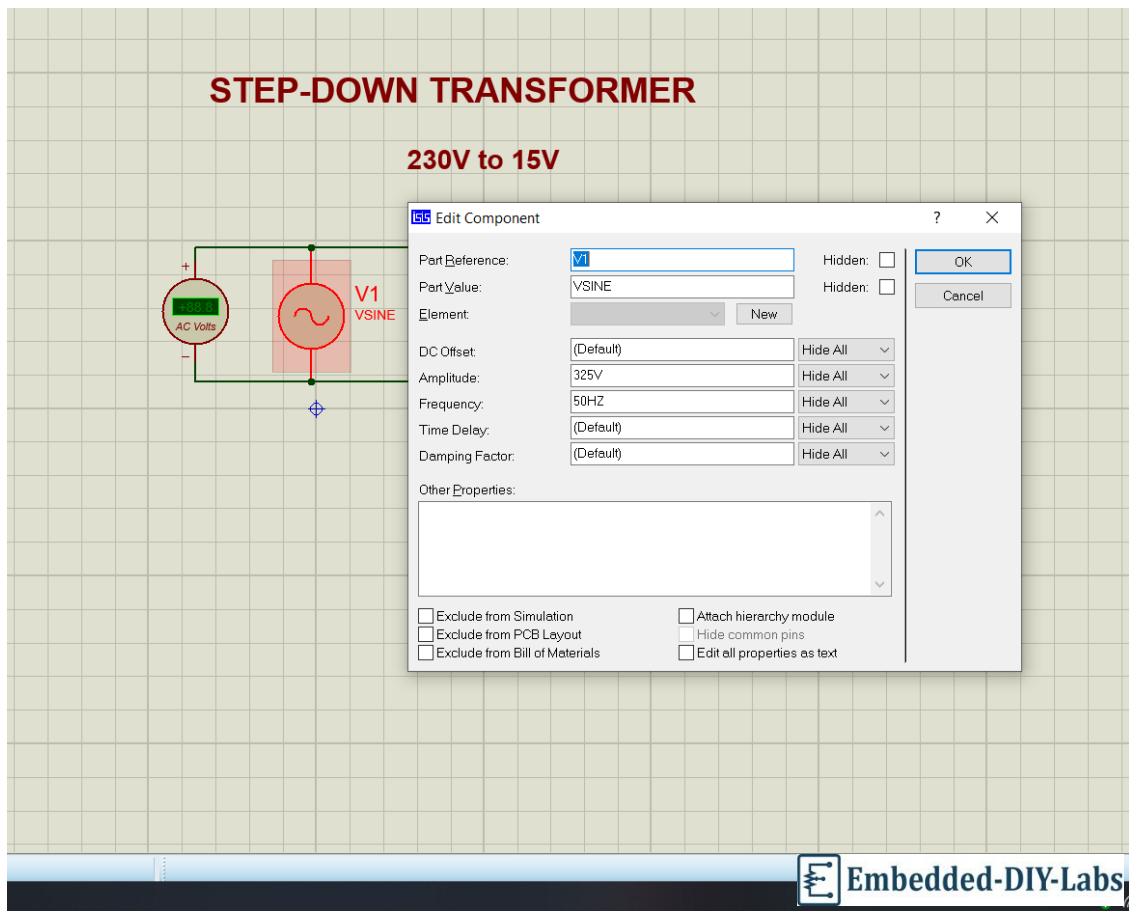 STEP-DOWN TRANSFORMER
230V to 15V
ISIS Edit Component ?
Part Reference: V1 Hidden: OK
Part Value: VSINE Hidden: Cancel
Element: New
DC Offset: (Default) Hide All
Amplitude: 325V Hide All
Frequency: 50HZ Hide All
Time Delay: (Default) Hide All
Damping Factor: (Default) Hide All
Other Properties:
Exclude from Simulation Attach hierarchy module
Exclude from PCB Layout Hide common pins
Exclude from Bill of Materials Edit all properties as text
+
+88.8
AC Volts
−
V1
VSINE
Embedded-DIY-Labs